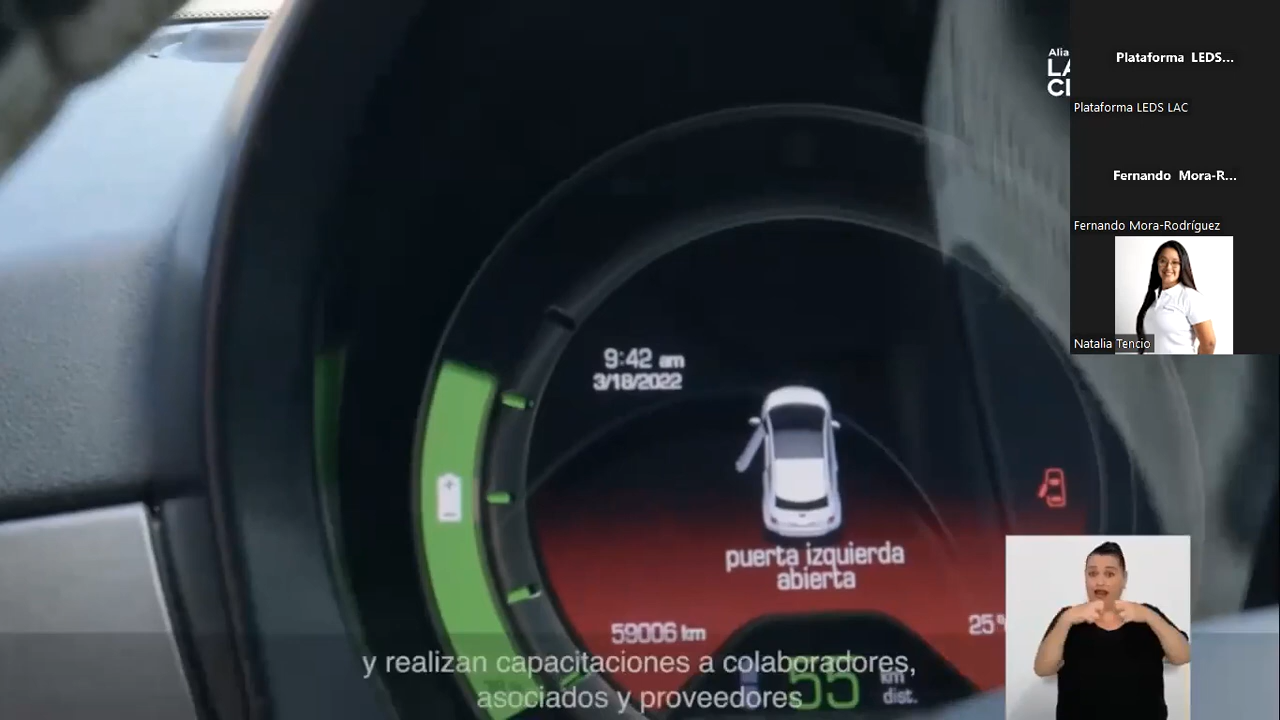 Plataforma LEDS...
Plataforma LEDS LAC
Fernando Mora-R...
Fernando Mora-Rodríguez
Natalia Tencio
9:42 am
3/18/2022
puerta izquierda
abierta
59006 km
25%
55 km
dist.
y realizan capacitaciones a colaboradores,
asociados y proveedores